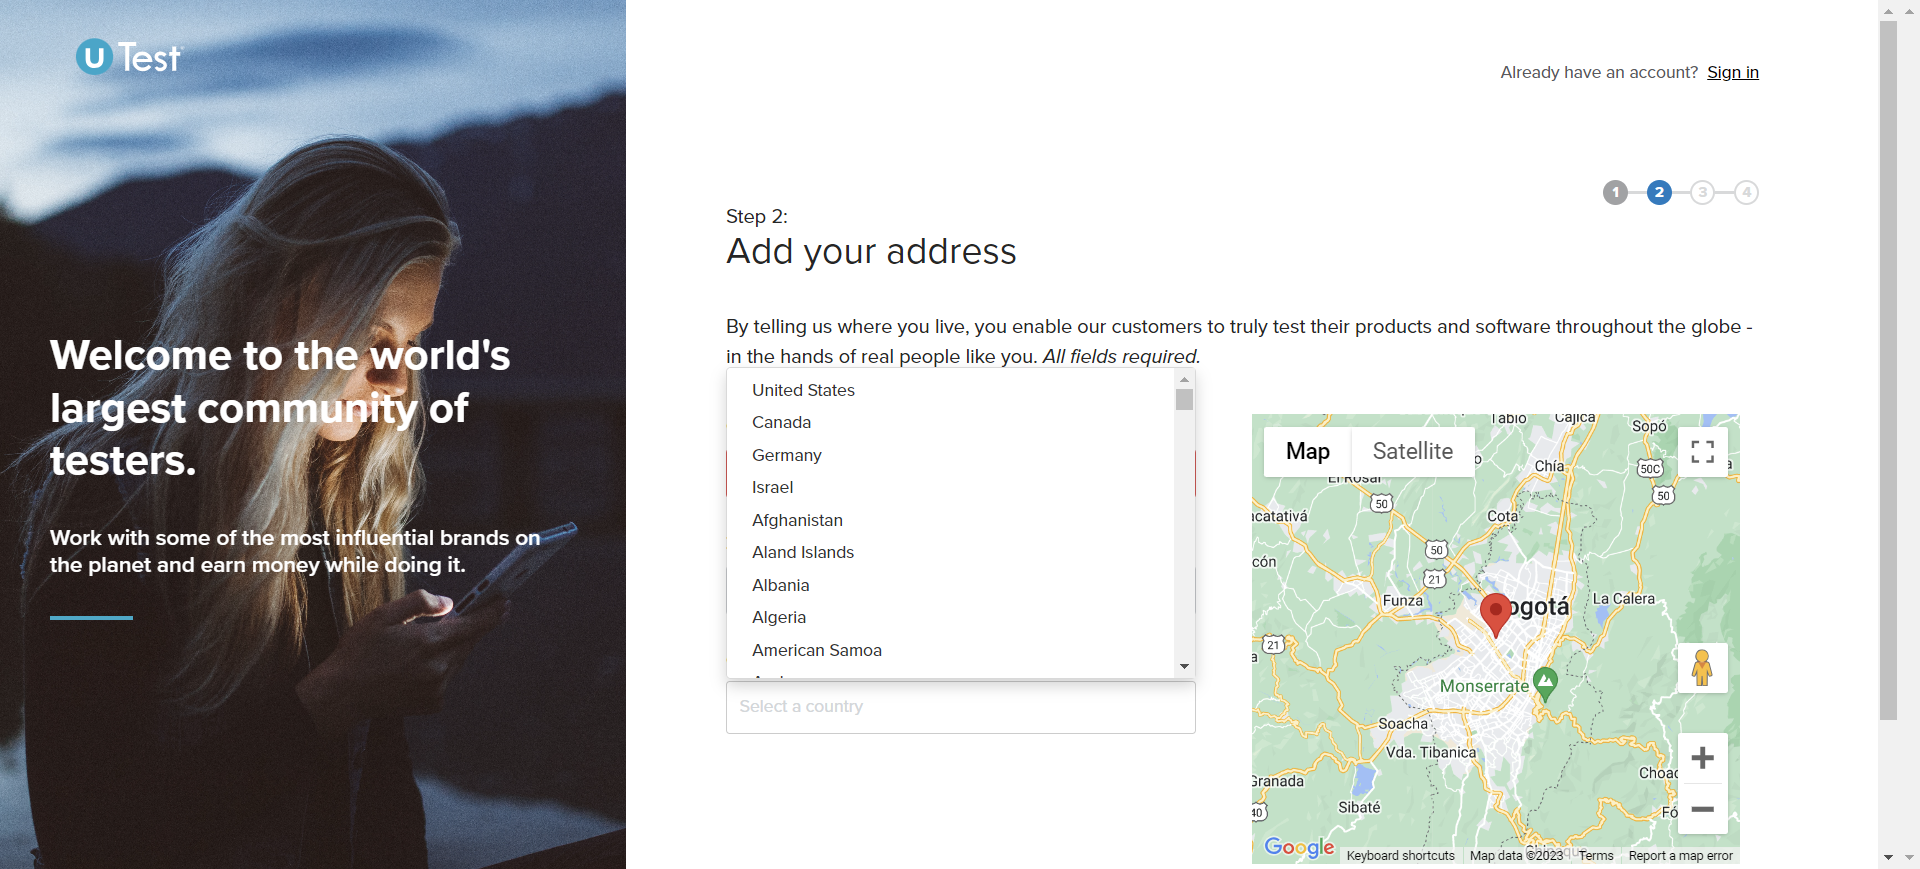 U Test
Already have an account? Sign in
1 2 3 4
Step 2:
Add your address
By telling us where you live, you enable our customers to truly test their products and software throughout the globe -
in the hands of real people like you. All fields required.
Welcome to the world's
largest community of
testers.
Work with some of the most influential brands on
the planet and earn money while doing it.
United States
Canada
Germany
Israel
Afghanistan
Aland Islands
Albania
Algeria
American Samoa
Select a country
Map Satellite
Tabio
Cajica
Sopó
Chía
50C
El Rosal
50
50
acatativá
Cota
50
cón
21
Funza
ogotá
La Calera
21
Monserrate
Soacha
Vda. Tibanica
Granada
Choac
Sibaté
40
Fó
Google
Keyboard shortcuts Map data ©2023 Terms Report a map error